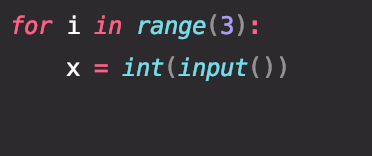 for i in range(3):
    x = int(input())